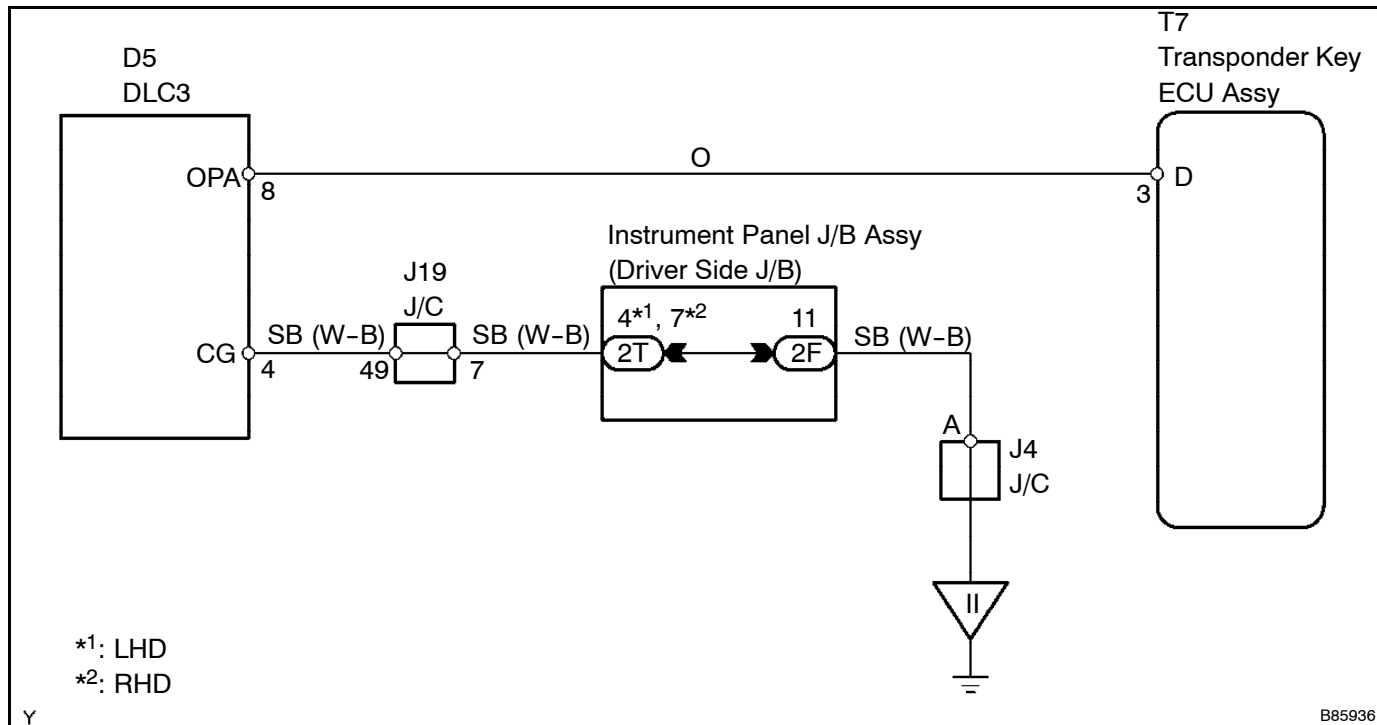 D5
DLC3
T7
Transponder Key
ECU Assy
OPA
8
O
3
D
Instrument Panel J/B Assy
(Driver Side J/B)
J19
J/C
4*1, 7*2
11
CG
4
SB (W-B)
49
7
SB (W-B)
2T
2F
SB (W-B)
A
J4
J/C
II
*1: LHD
*2: RHD
Y
B85936